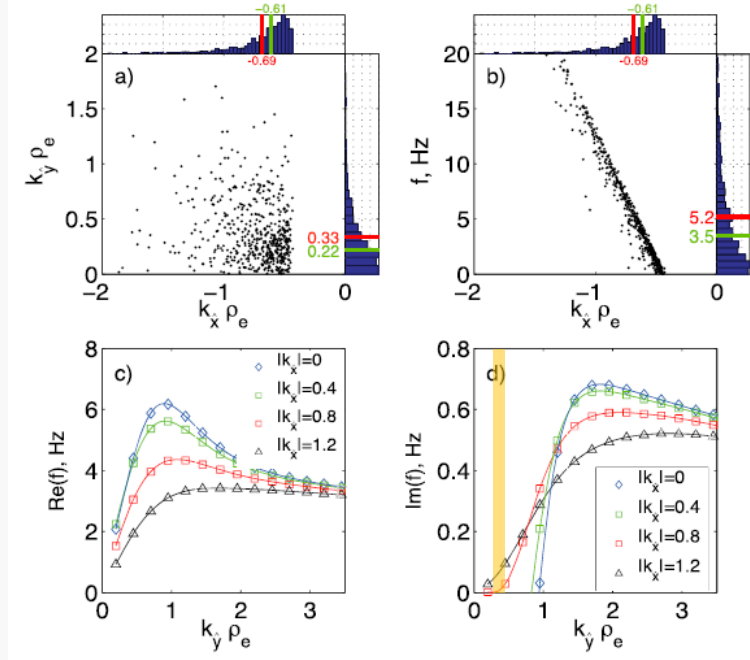 -0.61
-0.69
2
1.5
1
0.5
0
a)
k_ŷ ρ_e
0.33
0.22
-2
-1
0
k_x̂ ρ_e
-0.61
-0.69
20
15
10
5
0
b)
f, Hz
5.2
3.5
-2
-1
0
k_x̂ ρ_e
8
6
4
2
0
c)
Re(f), Hz
|k_x̂|=0
|k_x̂|=0.4
|k_x̂|=0.8
|k_x̂|=1.2
0
1
2
3
k_ŷ ρ_e
0.8
0.6
0.4
0.2
0
d)
Im(f), Hz
|k_x̂|=0
|k_x̂|=0.4
|k_x̂|=0.8
|k_x̂|=1.2
0
1
2
3
k_ŷ ρ_e